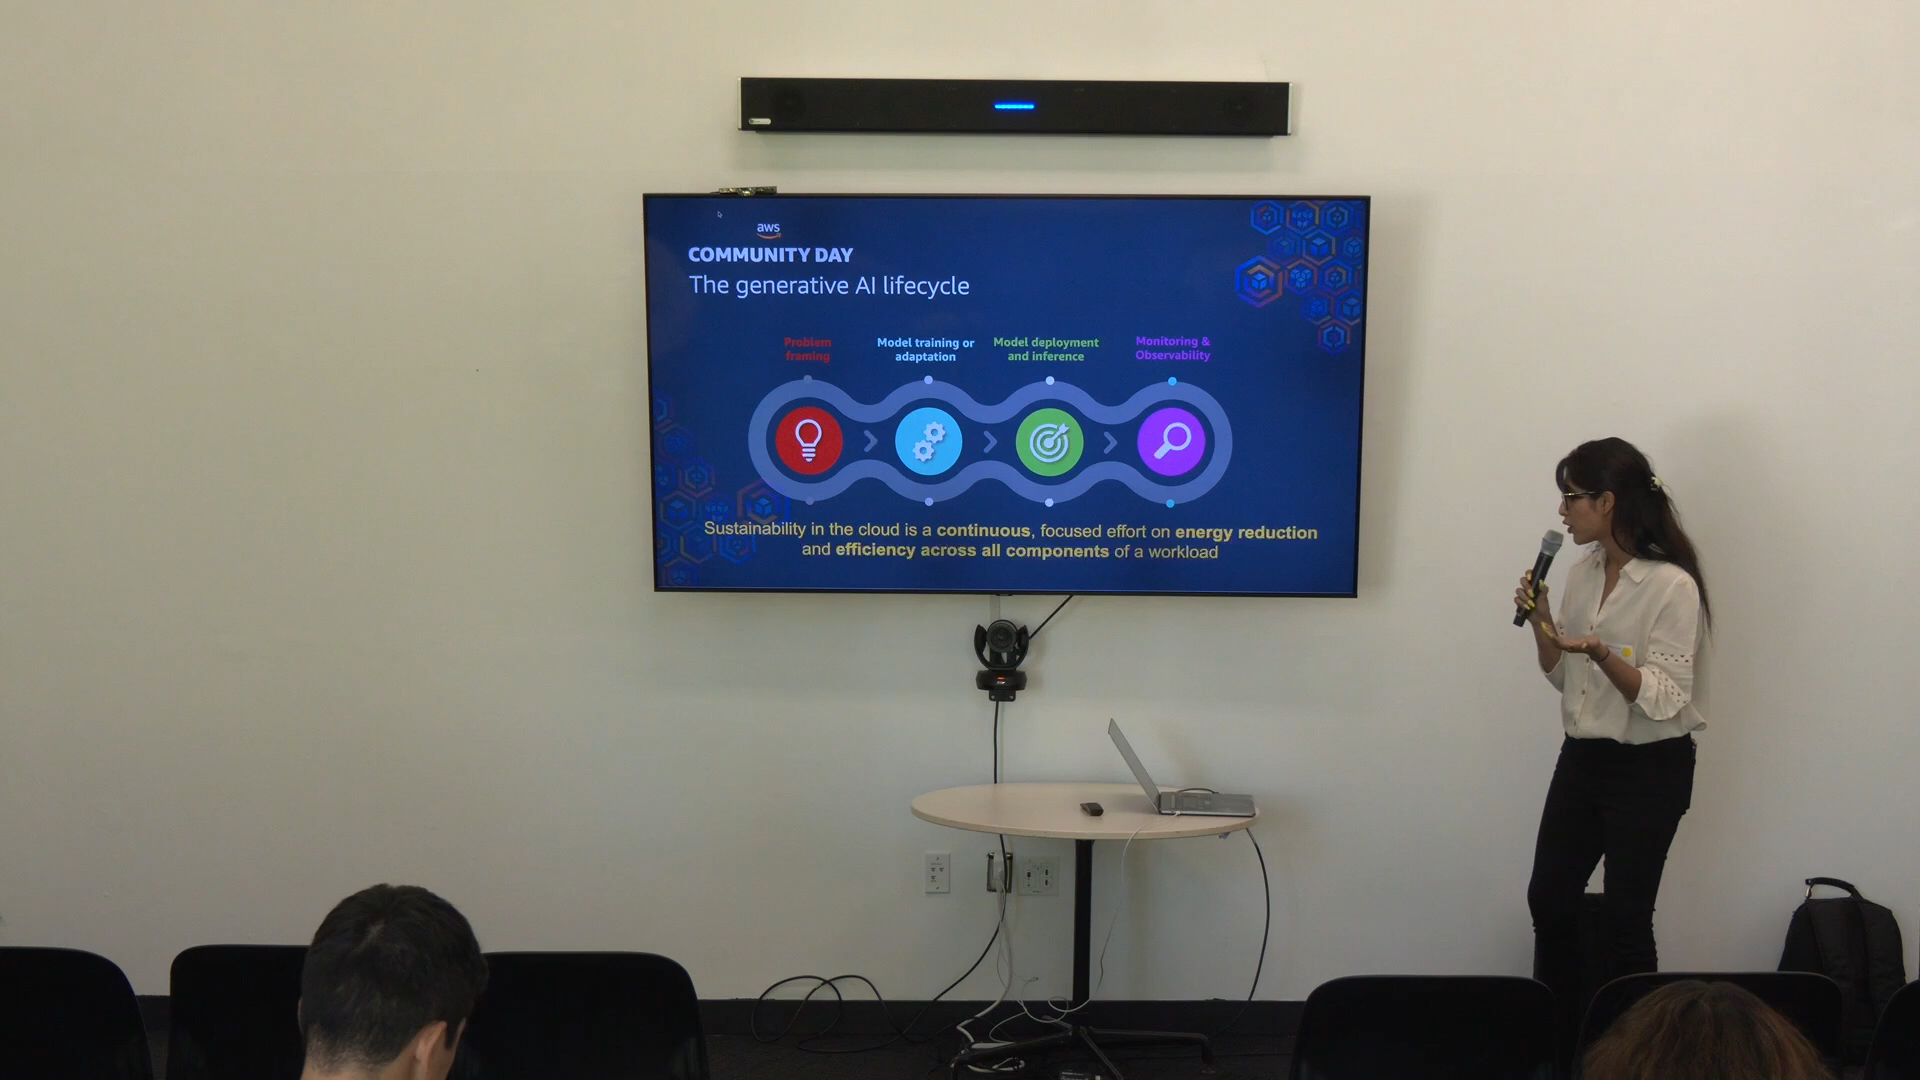 aws
COMMUNITY DAY
The generative AI lifecycle
Problem
framing
Model training or
adaptation
Model deployment
and inference
Monitoring &
Observability
Sustainability in the cloud is a continuous, focused effort on energy reduction
and efficiency across all components of a workload